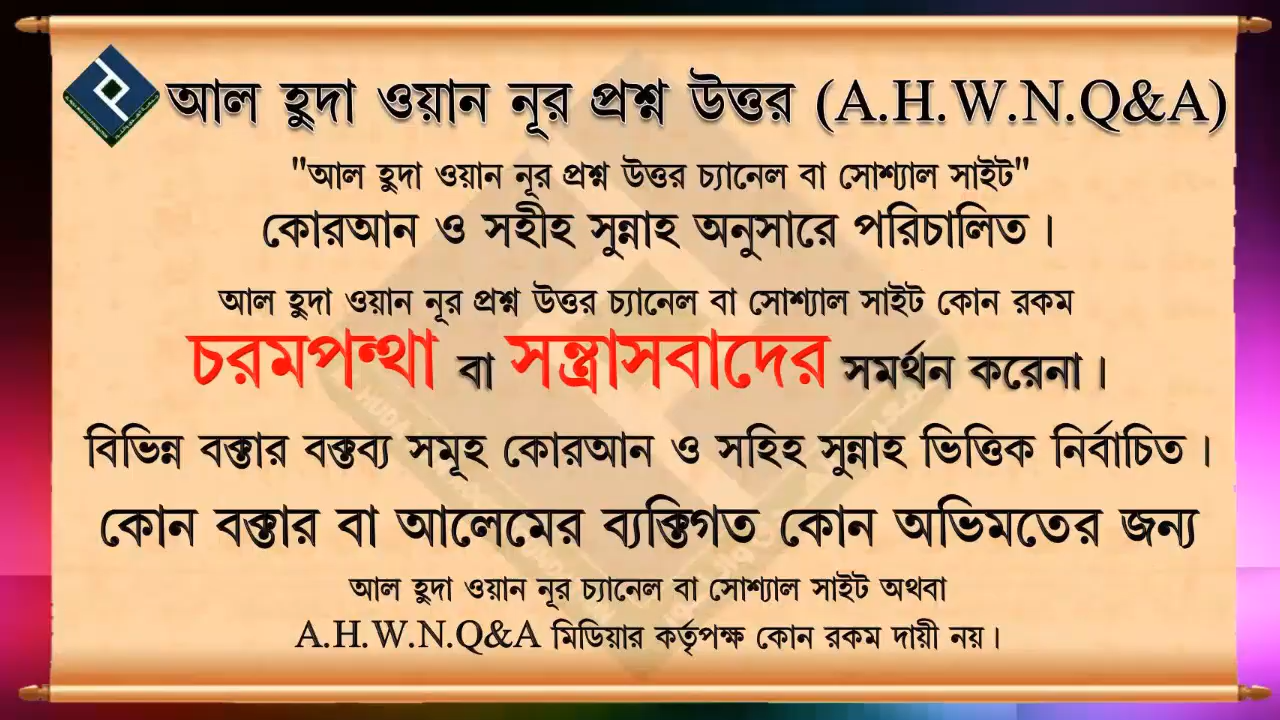 আল হুদা ওয়ান নূর প্রশ্ন উত্তর (A.H.W.N.Q&A)
"আল হুদা ওয়ান নূর প্রশ্ন উত্তর চ্যানেল বা সোশ্যাল সাইট"
কোরআন ও সহীহ সুন্নাহ অনুসারে পরিচালিত।
আল হুদা ওয়ান নূর প্রশ্ন উত্তর চ্যানেল বা সোশ্যাল সাইট কোন রকম
চরমপন্থা বা সন্ত্রাসবাদের সমর্থন করেনা।
বিভিন্ন বক্তার বক্তব্য সমূহ কোরআন ও সহিহ সুন্নাহ ভিত্তিক নির্বাচিত।
কোন বক্তার বা আলেমের ব্যক্তিগত কোন অভিমতের জন্য
আল হুদা ওয়ান নূর চ্যানেল বা সোশ্যাল সাইট অথবা
A.H.W.N.Q&A মিডিয়ার কর্তৃপক্ষ কোন রকম দায়ী নয়।